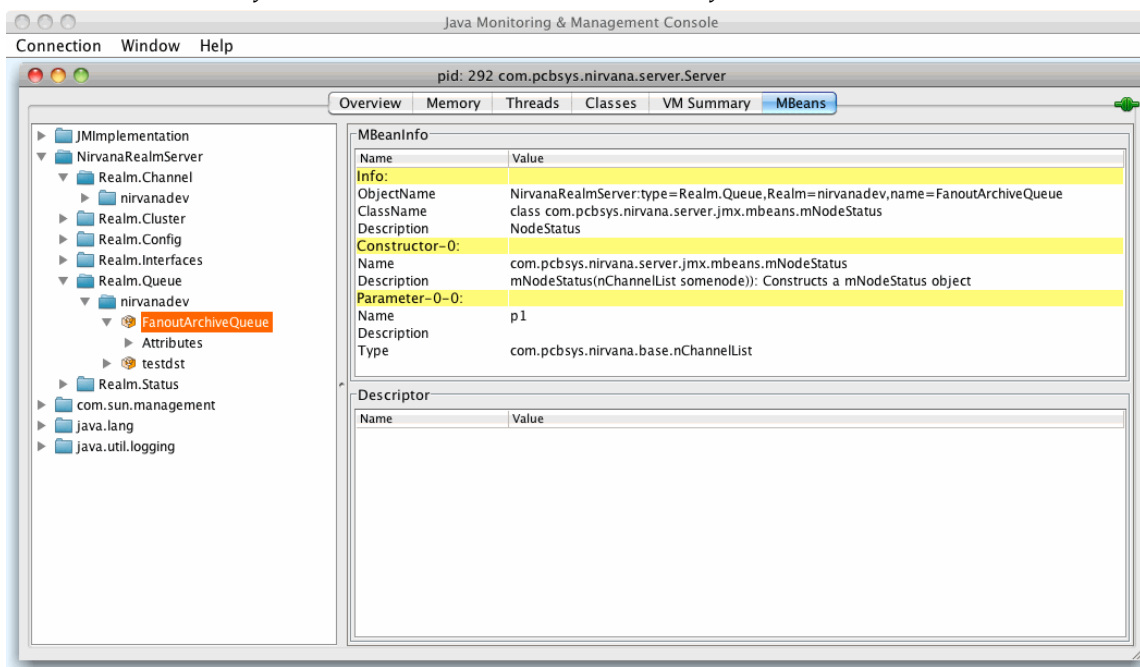 Java Monitoring & Management Console
Connection Window Help
pid: 292 com.pcbsys.nirvana.server.Server
Overview Memory Threads Classes VM Summary MBeans
JMImplementation
NirvanaRealmServer
Realm.Channel
nirvanadev
Realm.Cluster
Realm.Config
Realm.Interfaces
Realm.Queue
nirvanadev
FanoutArchiveQueue
Attributes
testdst
Realm.Status
com.sun.management
java.lang
java.util.logging
MBeanInfo
Name Value
Info:
ObjectName NirvanaRealmServer:type=Realm.Queue,Realm=nirvanadev,name=FanoutArchiveQueue
ClassName class com.pcbsys.nirvana.server.jmx.mbeans.mNodeStatus
Description NodeStatus
Constructor-0:
Name com.pcbsys.nirvana.server.jmx.mbeans.mNodeStatus
Description mNodeStatus(nChannelList somenode)): Constructs a mNodeStatus object
Parameter-0-0:
Name p1
Description
Type com.pcbsys.nirvana.base.nChannelList
Descriptor
Name Value